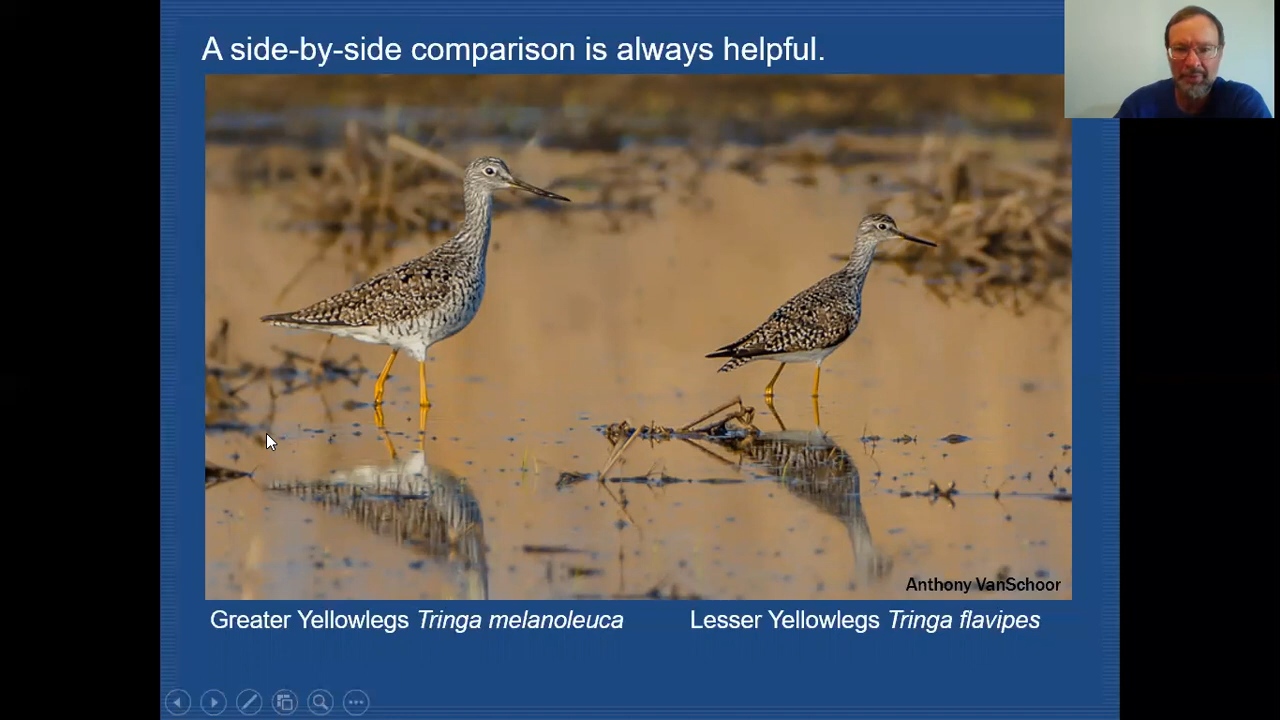 A side-by-side comparison is always helpful.
Anthony VanSchoor
Greater Yellowlegs Tringa melanoleuca
Lesser Yellowlegs Tringa flavipes